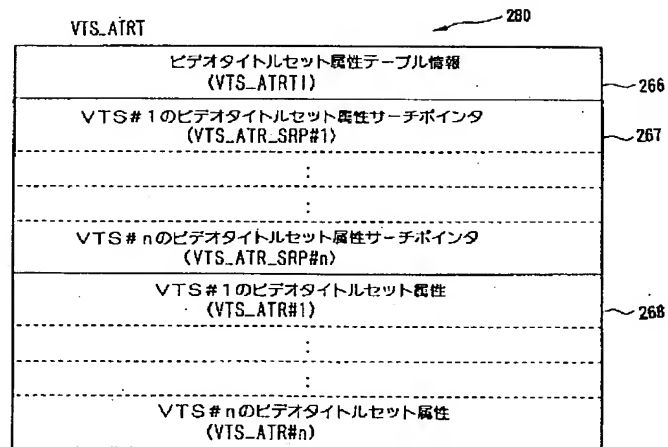 VTS_ATRT
280
ビデオタイトルセット属性テーブル情報
(VTS_ATRTI)
266
VTS#1のビデオタイトルセット属性サーチポインタ
(VTS_ATR_SRP#1)
267
:
:
VTS#nのビデオタイトルセット属性サーチポインタ
(VTS_ATR_SRP#n)
VTS#1のビデオタイトルセット属性
(VTS_ATR#1)
268
:
:
VTS#nのビデオタイトルセット属性
(VTS_ATR#n)